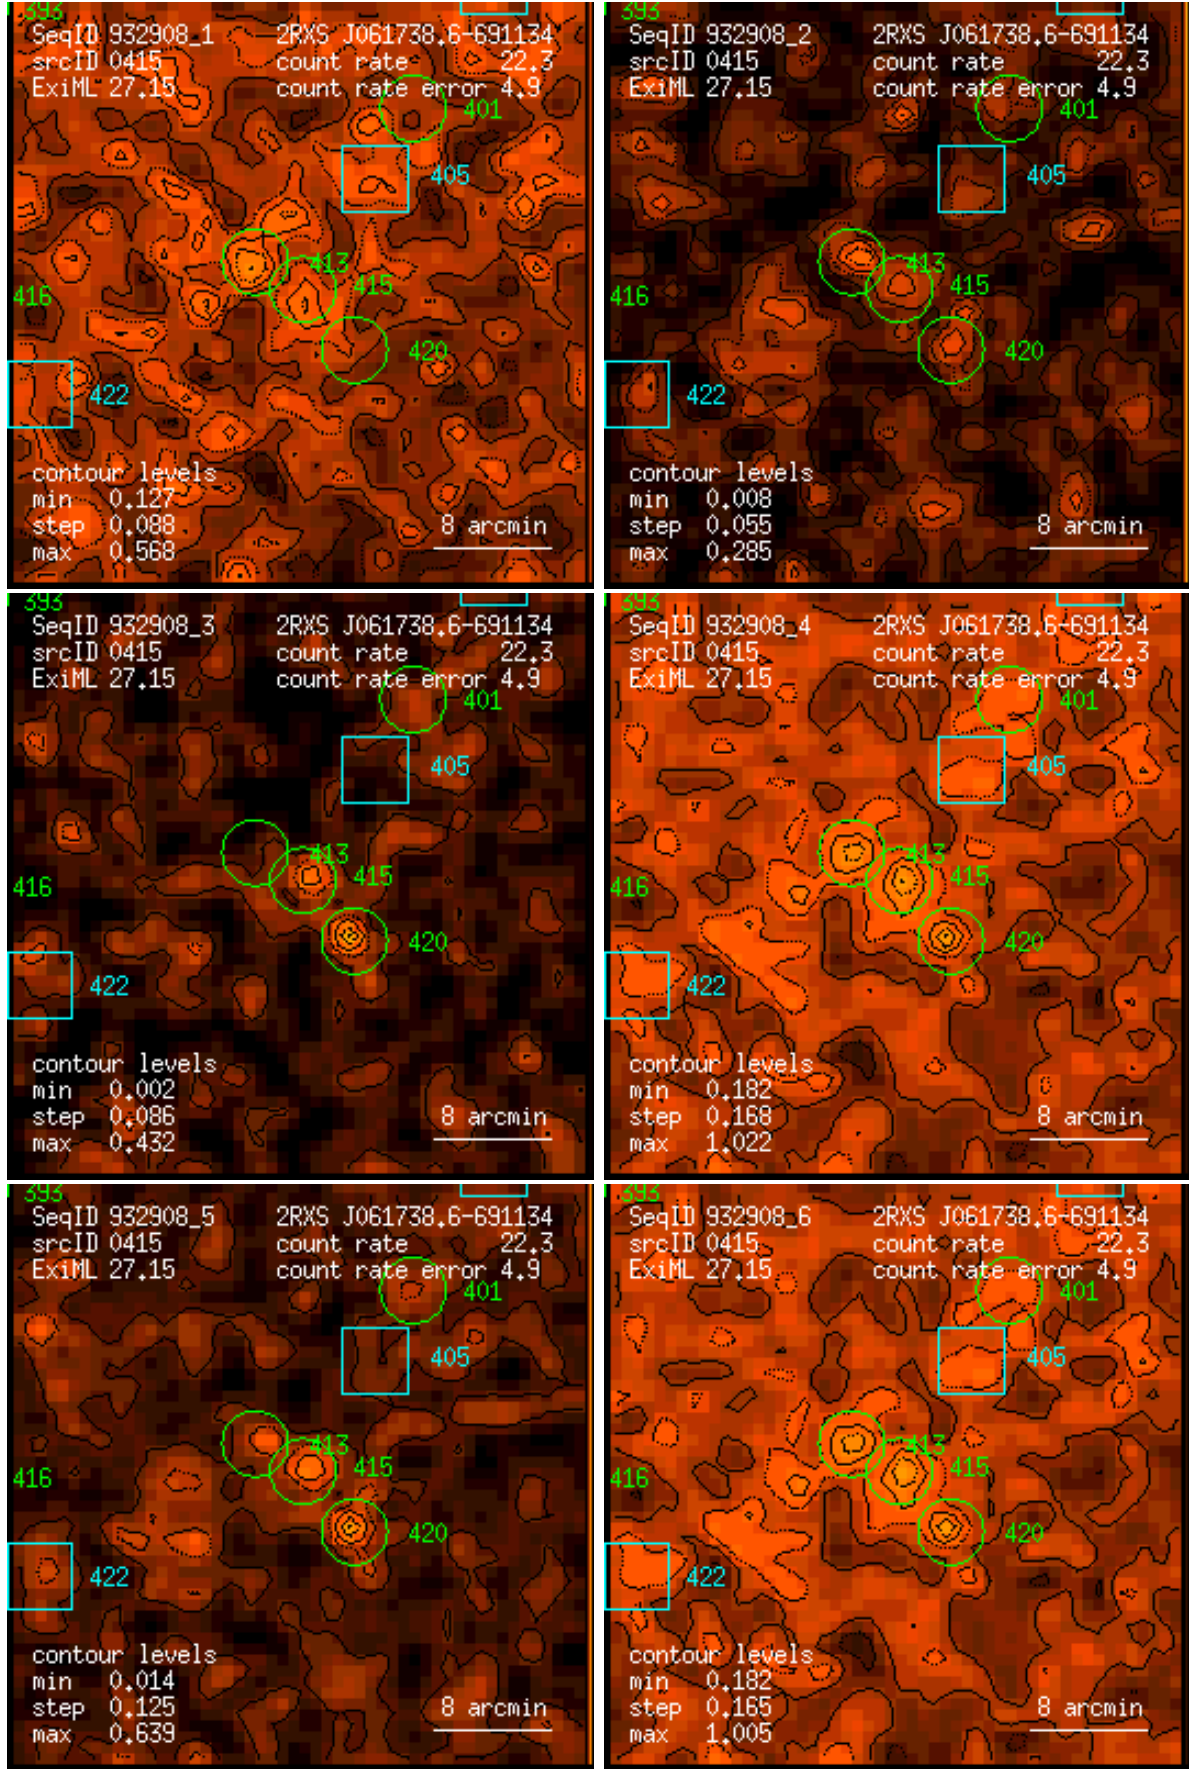 393
SeqID 932908_1 2RXS J061738.6-691134
srcID 0415 count rate 22.3
ExiML 27.15 count rate error 4.9
401
405
413
415
416
420
422
contour levels
min 0.127
step 0.088
max 0.568
8 arcmin
393
SeqID 932908_2 2RXS J061738.6-691134
srcID 0415 count rate 22.3
ExiML 27.15 count rate error 4.9
401
405
413
415
416
420
422
contour levels
min 0.008
step 0.055
max 0.285
8 arcmin
393
SeqID 932908_3 2RXS J061738.6-691134
srcID 0415 count rate 22.3
ExiML 27.15 count rate error 4.9
401
405
413
415
416
420
422
contour levels
min 0.002
step 0.086
max 0.432
8 arcmin
393
SeqID 932908_4 2RXS J061738.6-691134
srcID 0415 count rate 22.3
ExiML 27.15 count rate error 4.9
401
405
413
415
416
420
422
contour levels
min 0.182
step 0.168
max 1.022
8 arcmin
393
SeqID 932908_5 2RXS J061738.6-691134
srcID 0415 count rate 22.3
ExiML 27.15 count rate error 4.9
401
405
413
415
416
420
422
contour levels
min 0.014
step 0.125
max 0.639
8 arcmin
393
SeqID 932908_6 2RXS J061738.6-691134
srcID 0415 count rate 22.3
ExiML 27.15 count rate error 4.9
401
405
413
415
416
420
422
contour levels
min 0.182
step 0.165
max 1.005
8 arcmin